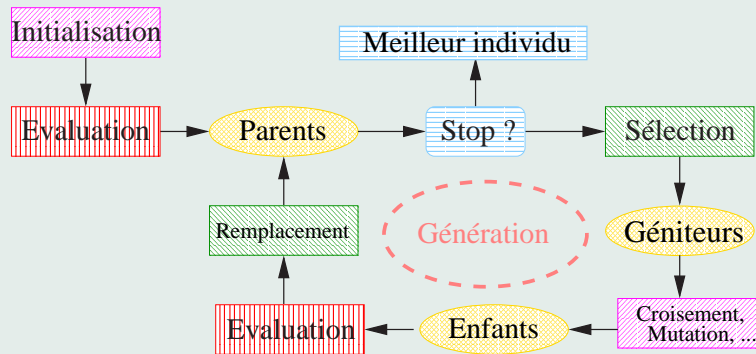 Initialisation
Meilleur individu
Evaluation
Parents
Stop ?
Sélection
Remplacement
Génération
Géniteurs
Evaluation
Enfants
Croisement,
Mutation, ...